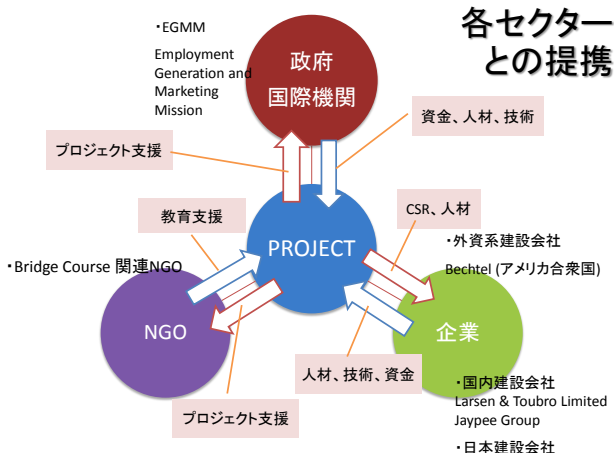 各セクター
との提携
・EGMM
Employment
Generation and
Marketing
Mission
政府
国際機関
資金、人材、技術
プロジェクト支援
教育支援
CSR、人材
PROJECT
・外資系建設会社
Bechtel (アメリカ合衆国)
・Bridge Course 関連NGO
NGO
企業
人材、技術、資金
プロジェクト支援
・国内建設会社
Larsen & Toubro Limited
Jaypee Group
・日本建設会社